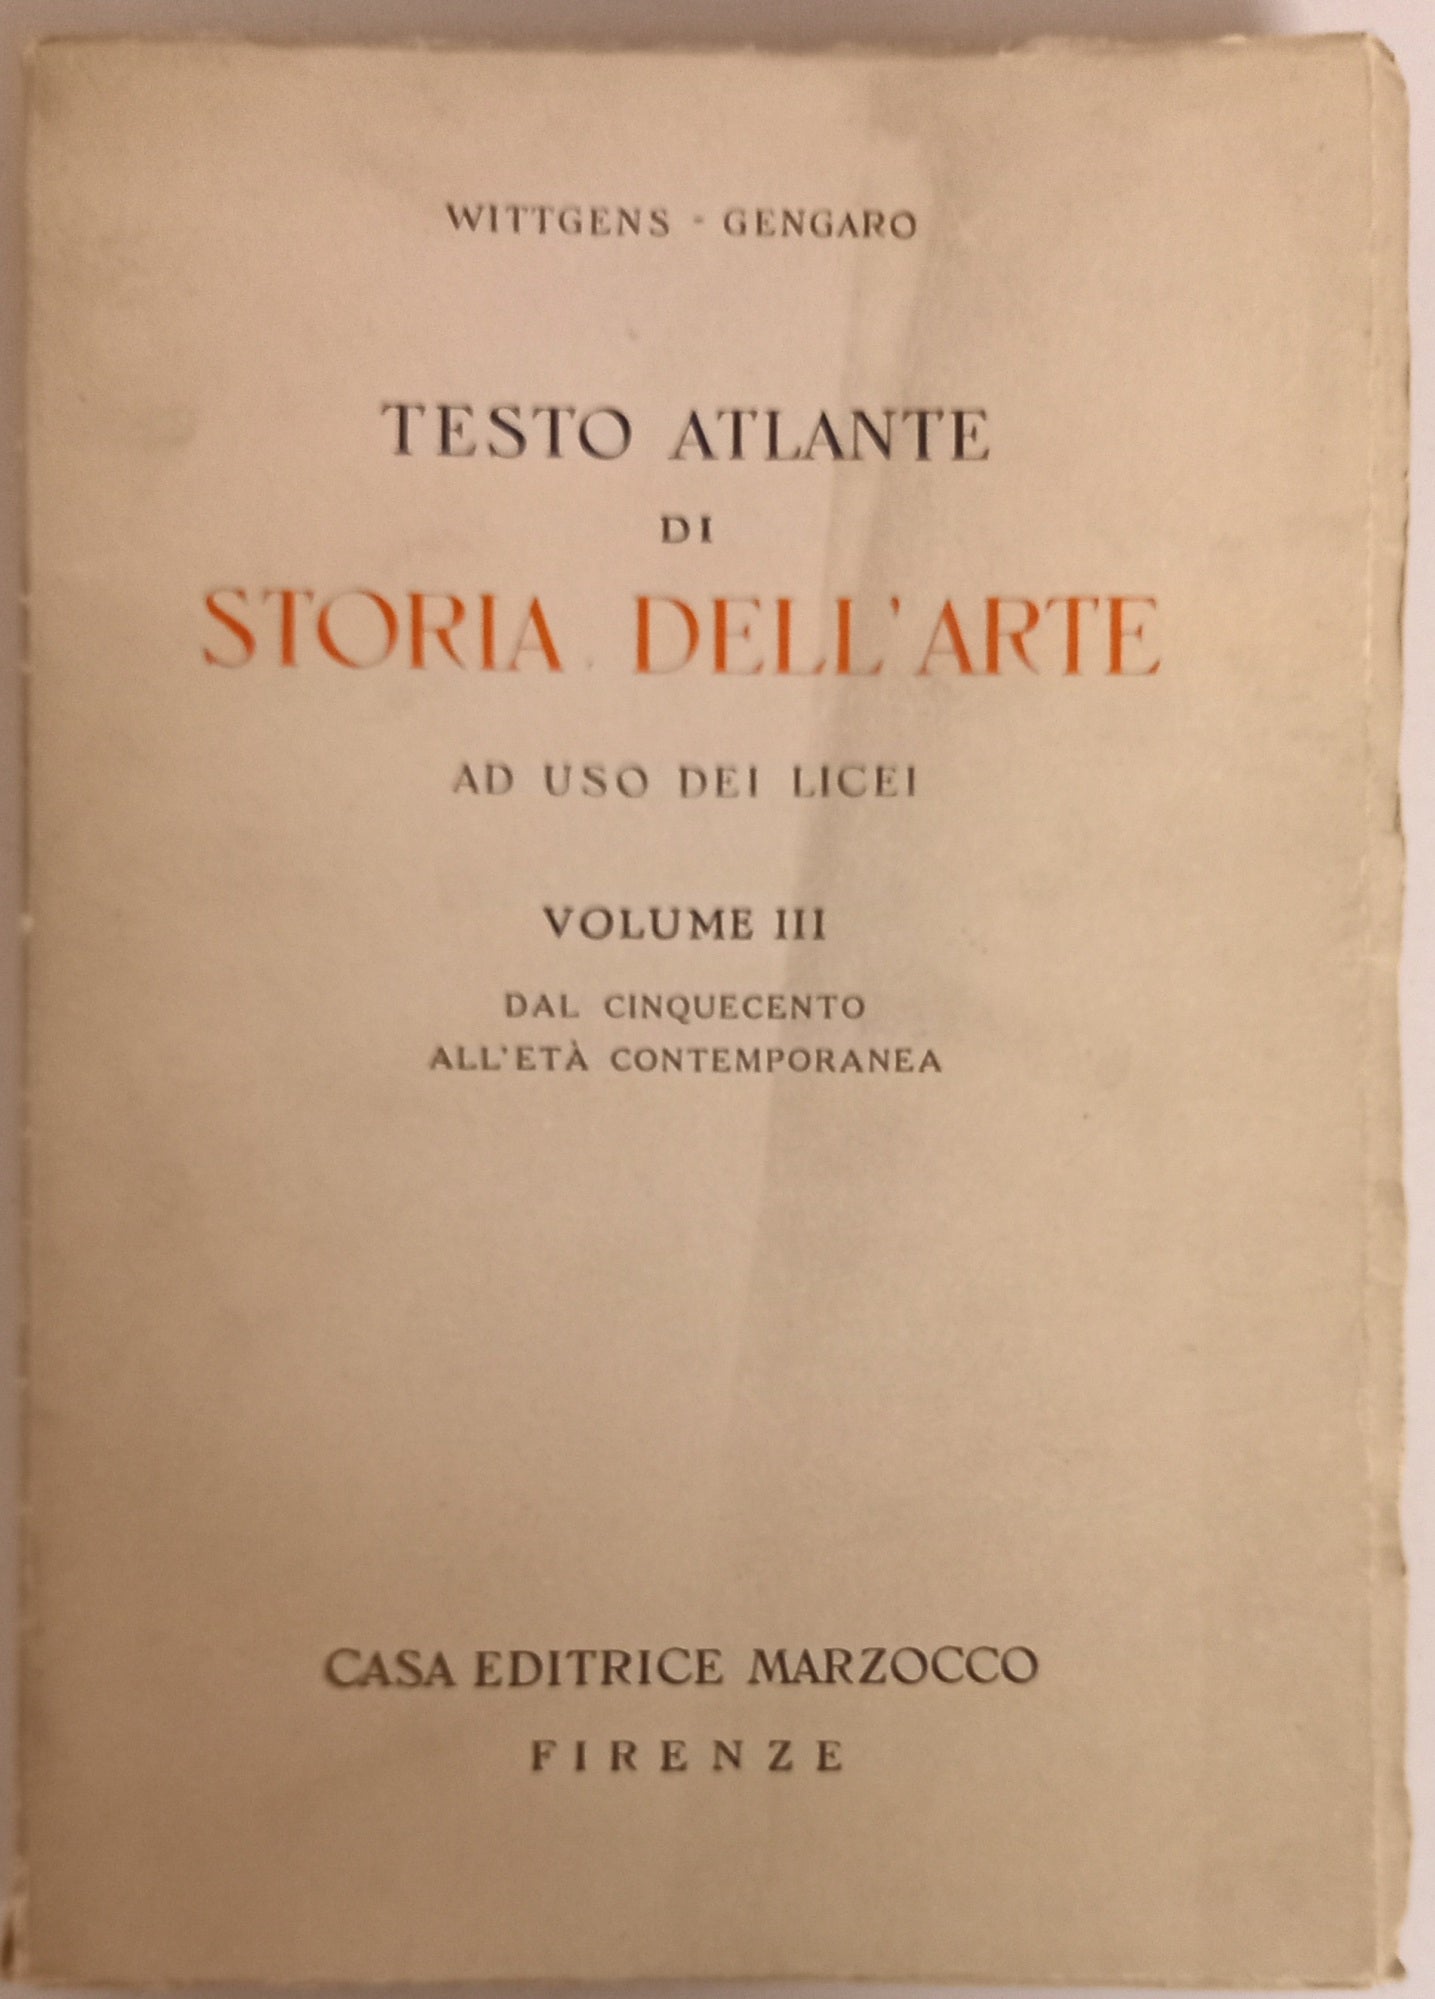 WITTGENS - GENGARO
TESTO ATLANTE
DI
STORIA DELL'ARTE
AD USO DEI LICEI
VOLUME III
DAL CINQUECENTO
ALL'ETÀ CONTEMPORANEA
CASA EDITRICE MARZOCCO
FIRENZE